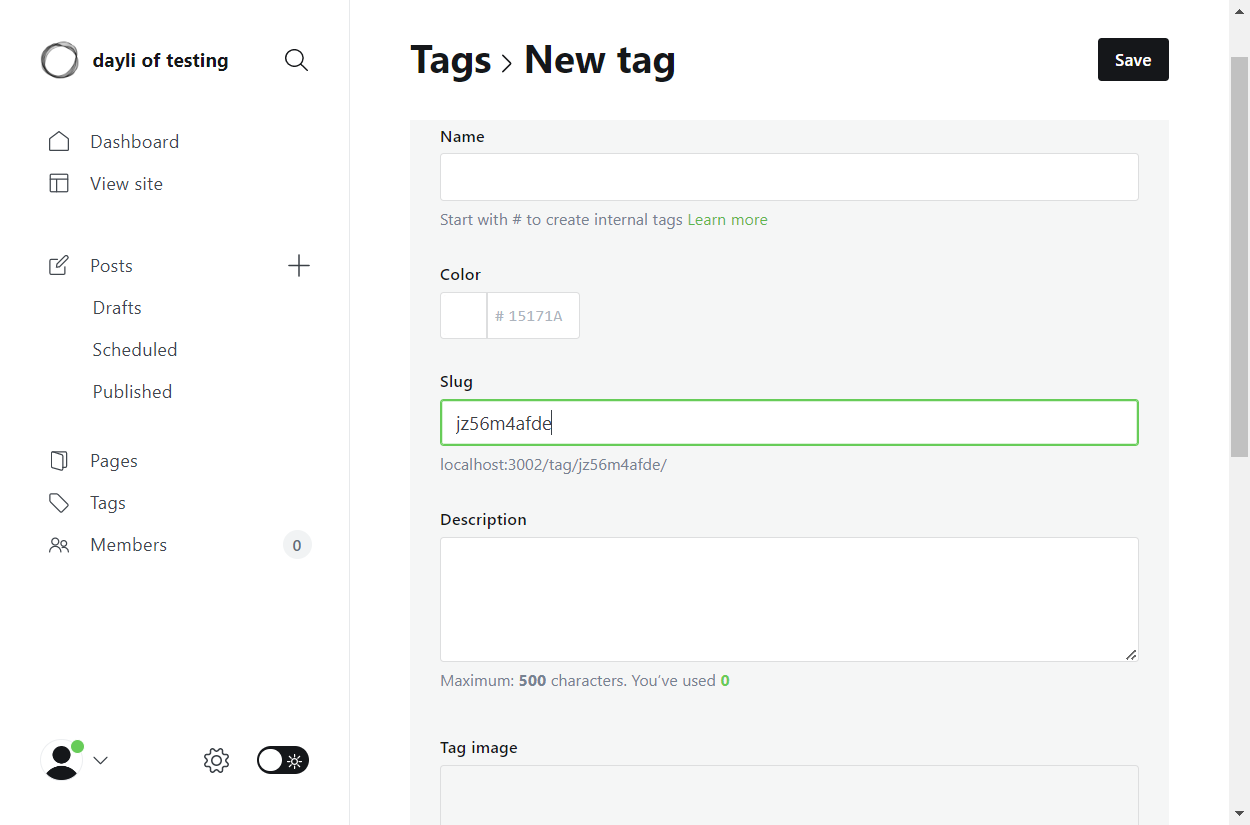 dayli of testing
Dashboard
View site
Posts
Drafts
Scheduled
Published
Pages
Tags
Members
0
Tags › New tag
Save
Name
Start with # to create internal tags Learn more
Color
# 15171A
Slug
jz56m4afde
localhost:3002/tag/jz56m4afde/
Description
Maximum: 500 characters. You’ve used 0
Tag image